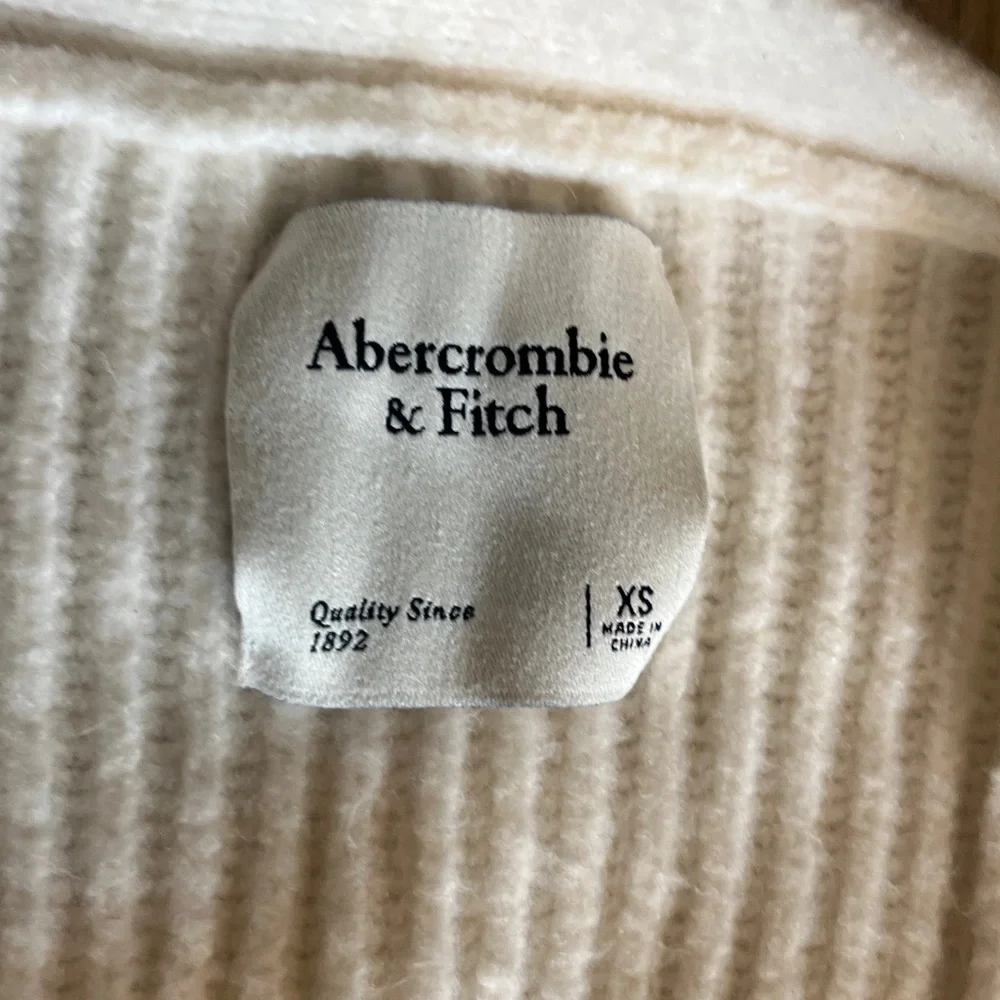 Abercrombie
& Fitch
Quality Since
1892
XS
MADE IN
CHINA